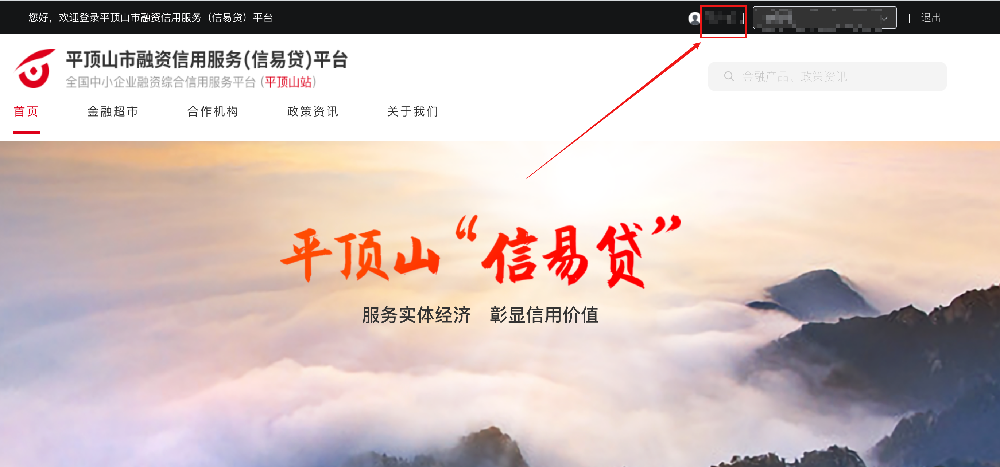 您好，欢迎登录平顶山市融资信用服务（信易贷）平台
退出
平顶山市融资信用服务(信易贷)平台
全国中小企业融资综合信用服务平台 (平顶山站)
金融产品、政策资讯
首页 金融超市 合作机构 政策资讯 关于我们
平顶山“信易贷”
服务实体经济 彰显信用价值